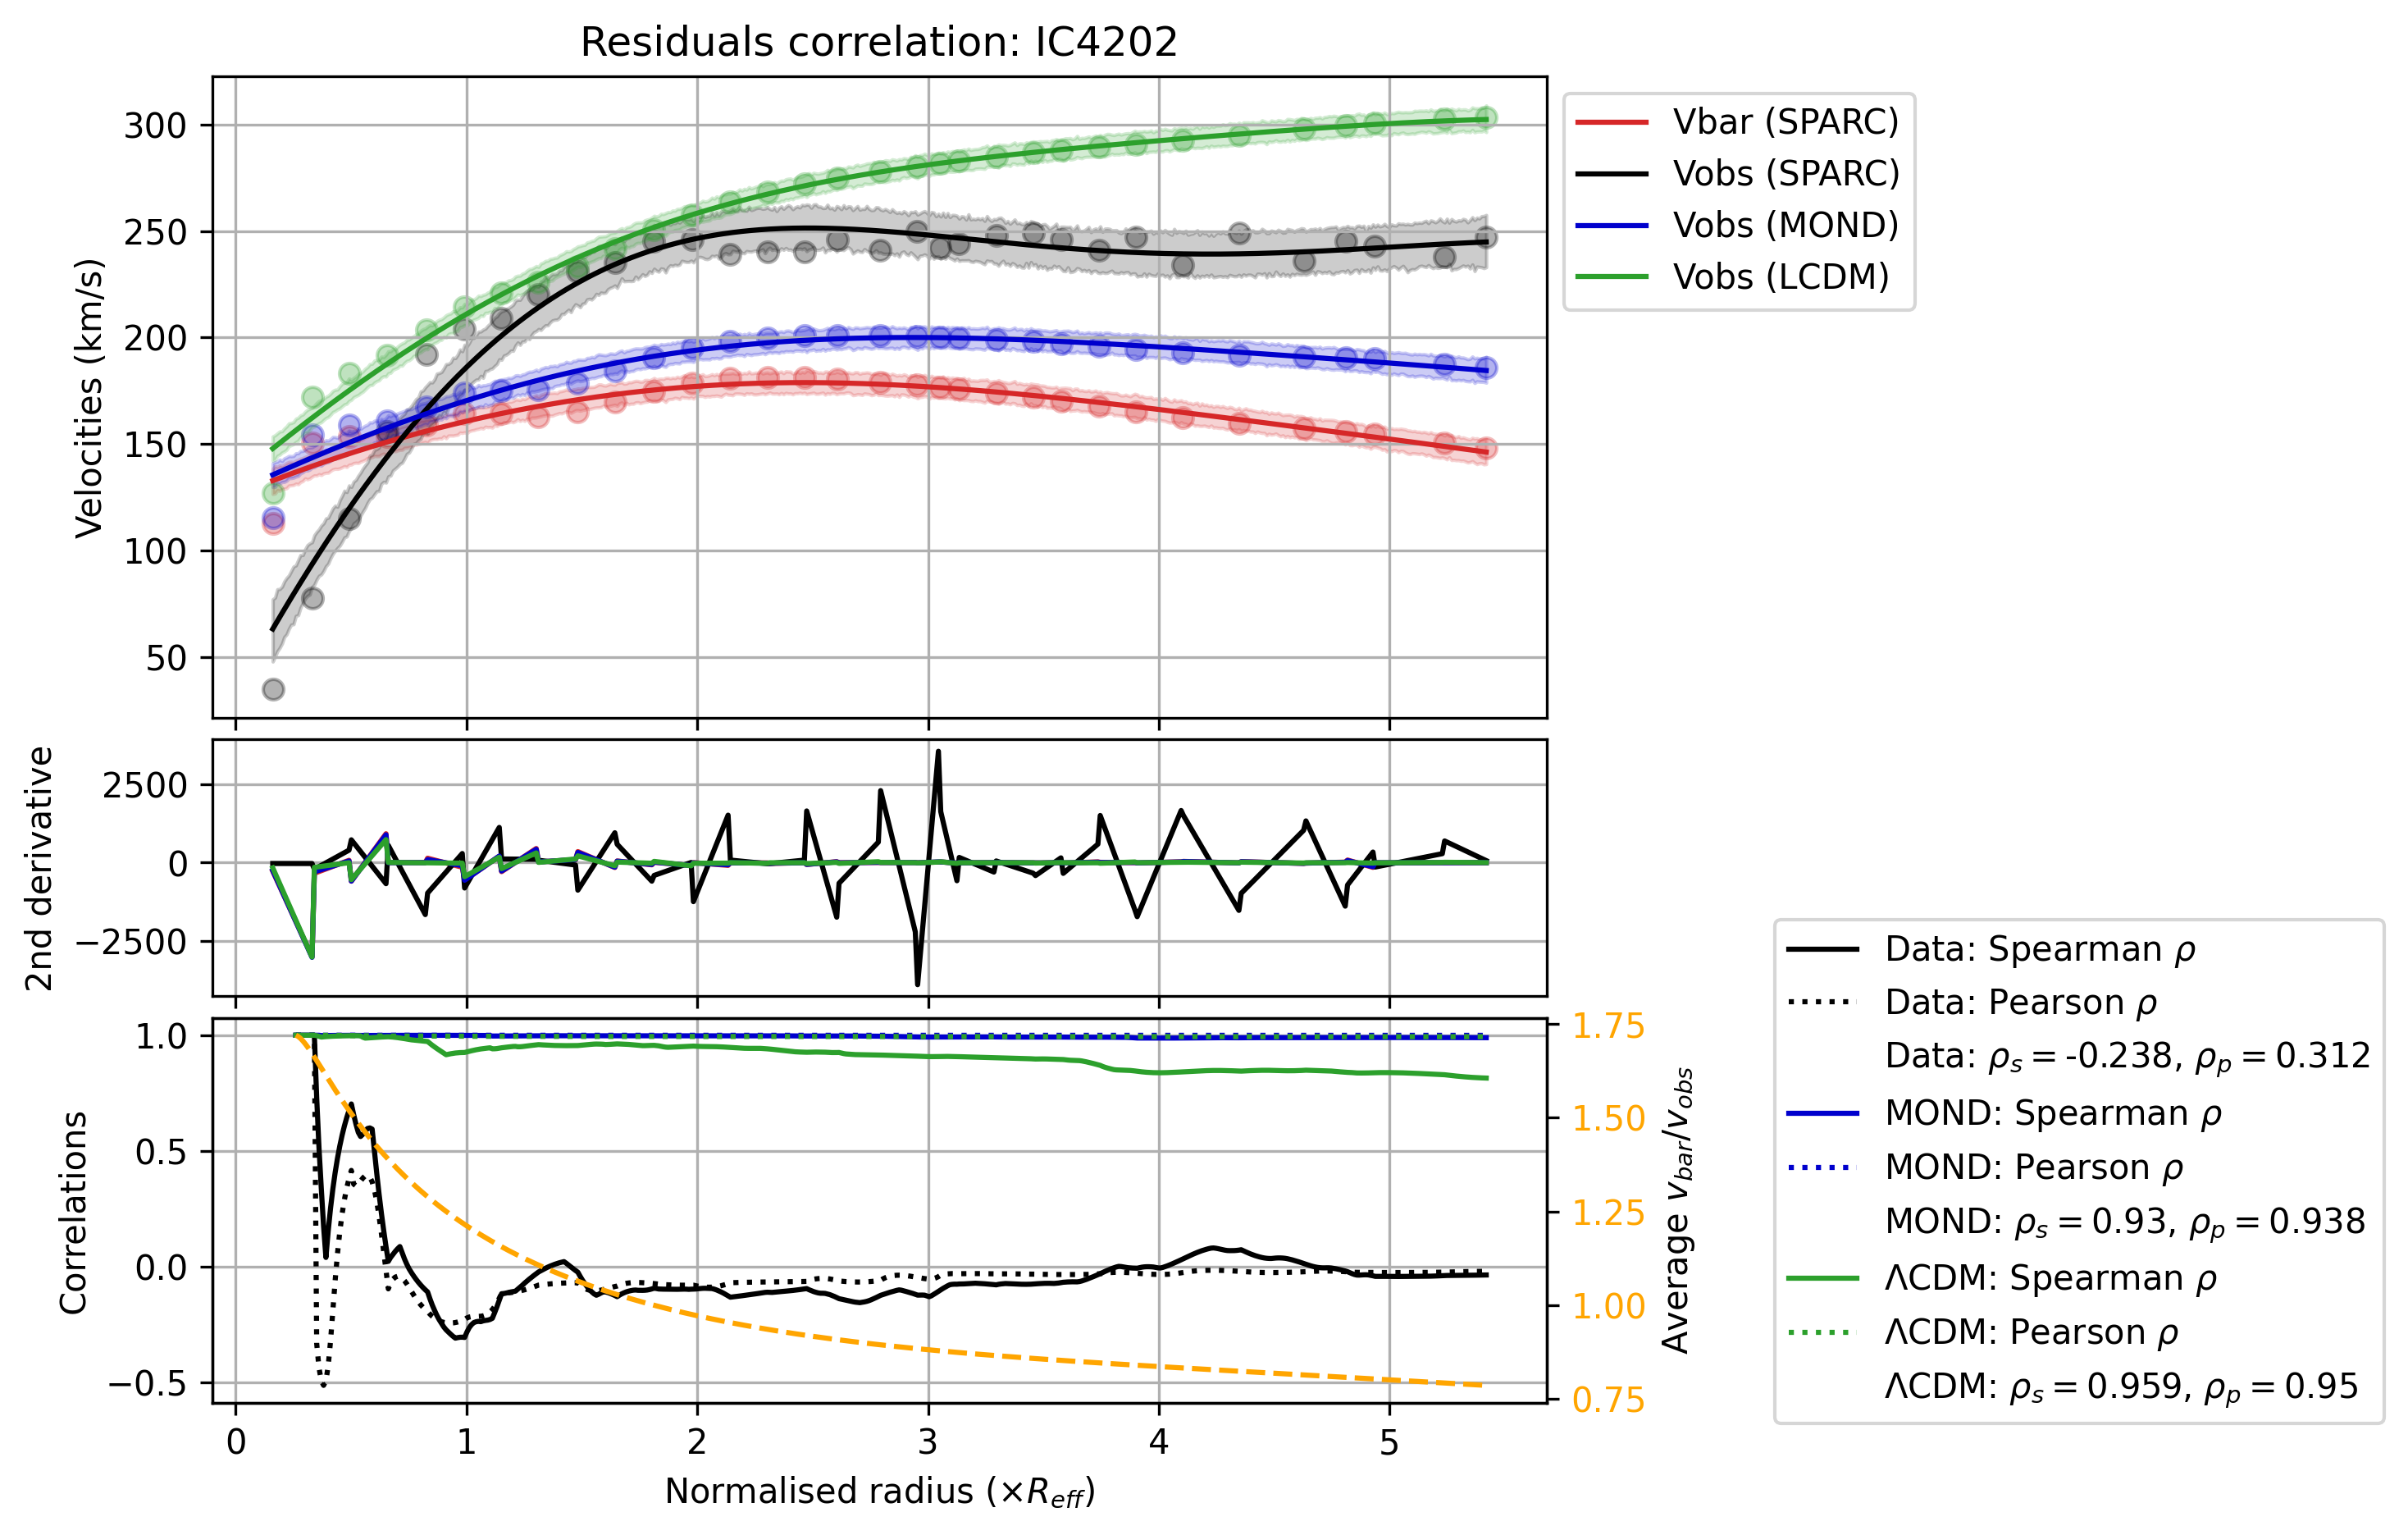 Residuals correlation: IC4202
Velocities (km/s)
300
250
200
150
100
50
Vbar (SPARC)
Vobs (SPARC)
Vobs (MOND)
Vobs (LCDM)
2nd derivative
2500
0
−2500
Correlations
1.0
0.5
0.0
−0.5
1.75
1.50
1.25
1.00
0.75
Average v_bar/v_obs
0 1 2 3 4 5
Normalised radius (×R_eff)
Data: Spearman ρ
Data: Pearson ρ
Data: ρ_s = -0.238, ρ_p = 0.312
MOND: Spearman ρ
MOND: Pearson ρ
MOND: ρ_s = 0.93, ρ_p = 0.938
ΛCDM: Spearman ρ
ΛCDM: Pearson ρ
ΛCDM: ρ_s = 0.959, ρ_p = 0.95